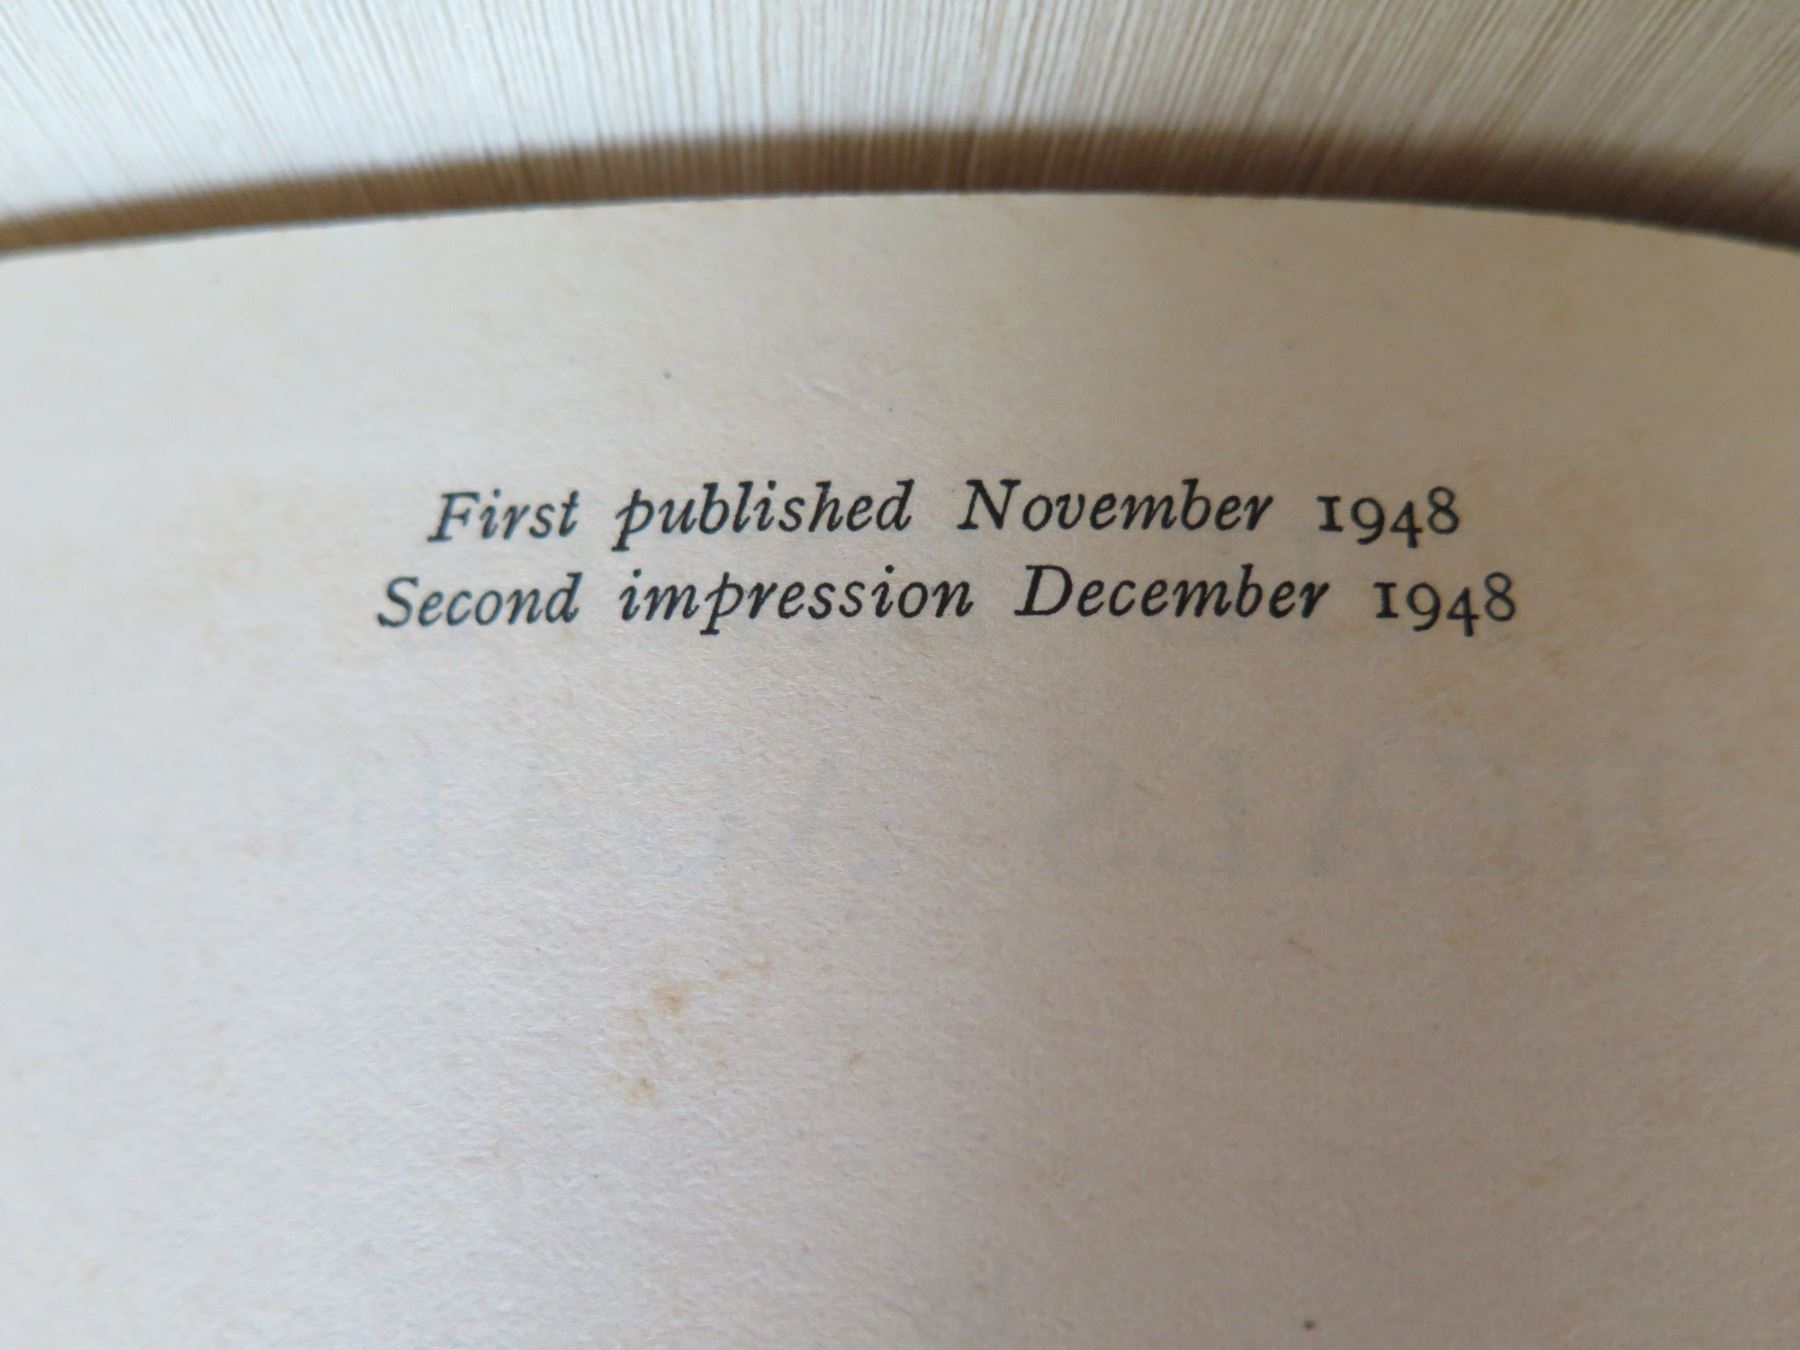 First published November 1948
Second impression December 1948